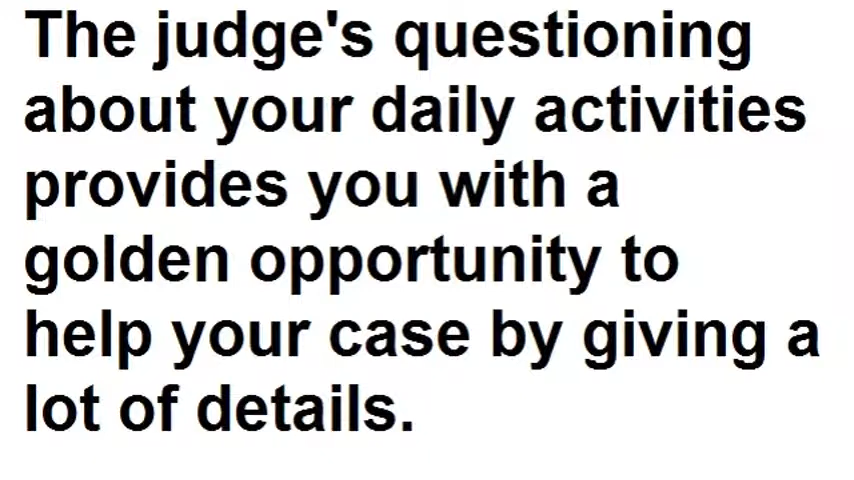 The judge's questioning
about your daily activities
provides you with a
golden opportunity to
help your case by giving a
lot of details.